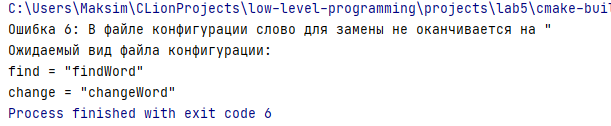 C:\Users\Maksim\CLionProjects\low-level-programming\projects\lab5\cmake-bui
Ошибка 6: В файле конфигурации слово для замены не оканчивается на "
Ожидаемый вид файла конфигурации:
find = "findWord"
change = "changeWord"
Process finished with exit code 6